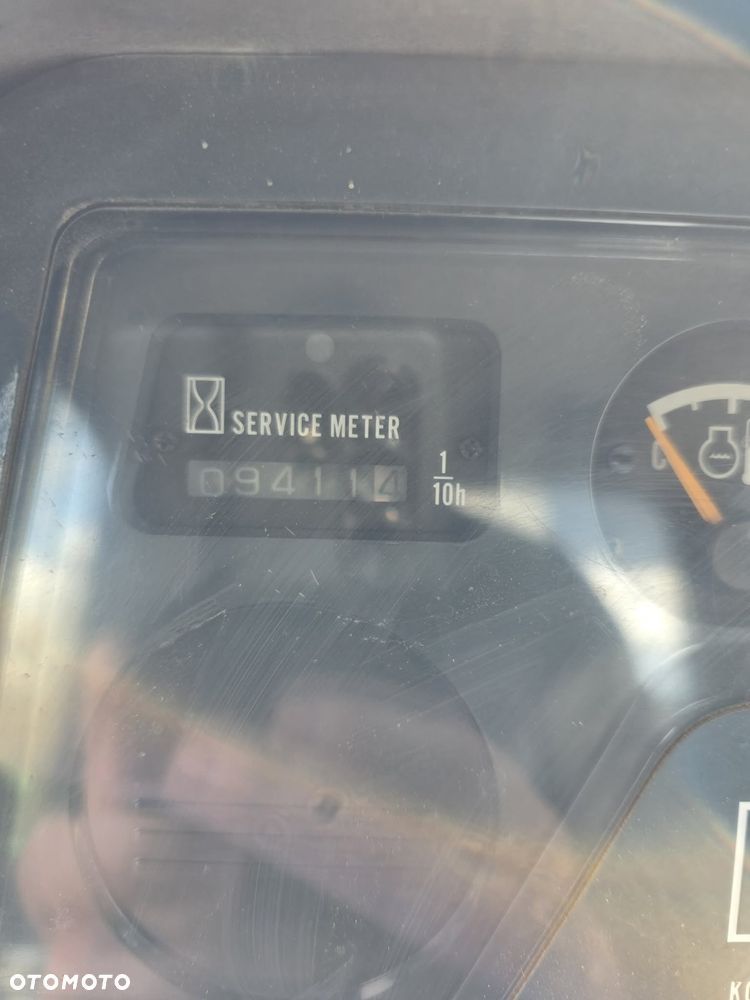 SERVICE METER
094114
1/10h
C
OTOMOTO